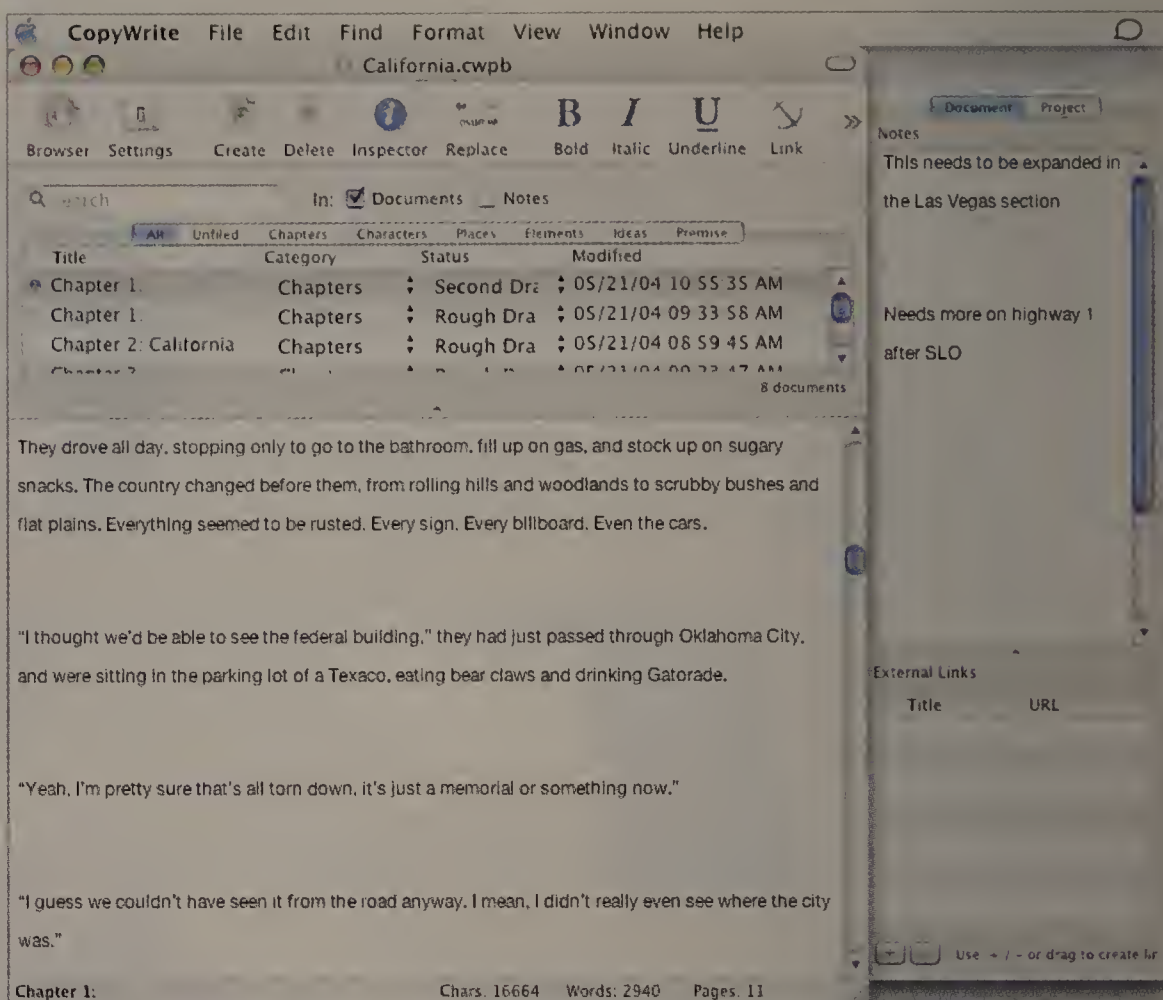 CopyWrite File Edit Find Format View Window Help
California.cwpb
Browser Settings Create Delete Inspector Replace Bold Italic Underline Link
B I U
In: Documents Notes
All Unfiled Chapters Characters Places Elements Ideas Premise
Title Category Status Modified
Chapter 1. Chapters Second Dra 05/21/04 10 55 35 AM
Chapter 1. Chapters Rough Dra 05/21/04 09 33 58 AM
Chapter 2: California Chapters Rough Dra 05/21/04 08 59 45 AM
8 documents
They drove all day, stopping only to go to the bathroom, fill up on gas, and stock up on sugary
snacks. The country changed before them, from rolling hills and woodlands to scrubby bushes and
flat plains. Everything seemed to be rusted. Every sign. Every billboard. Even the cars.
"I thought we'd be able to see the federal building," they had just passed through Oklahoma City,
and were sitting in the parking lot of a Texaco, eating bear claws and drinking Gatorade.
"Yeah, I'm pretty sure that's all torn down, it's just a memorial or something now."
"I guess we couldn't have seen it from the road anyway. I mean, I didn't really even see where the city
was."
Chapter 1: Chars. 16664 Words: 2940 Pages. 11
Document Project
Notes
This needs to be expanded in
the Las Vegas section
Needs more on highway 1
after SLO
External Links
Title URL
Use + / - or drag to create